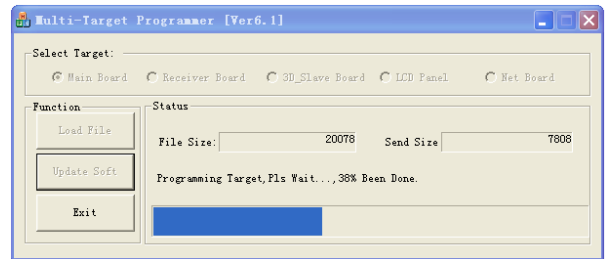 Multi-Target Programmer [Ver6.1]
Select Target:
Main Board Receiver Board 3D_Slave Board LCD Panel Net Board
Function
Status
Load File
File Size: 20078 Send Size 7808
Update Soft
Programming Target,Pls Wait...,38% Been Done.
Exit